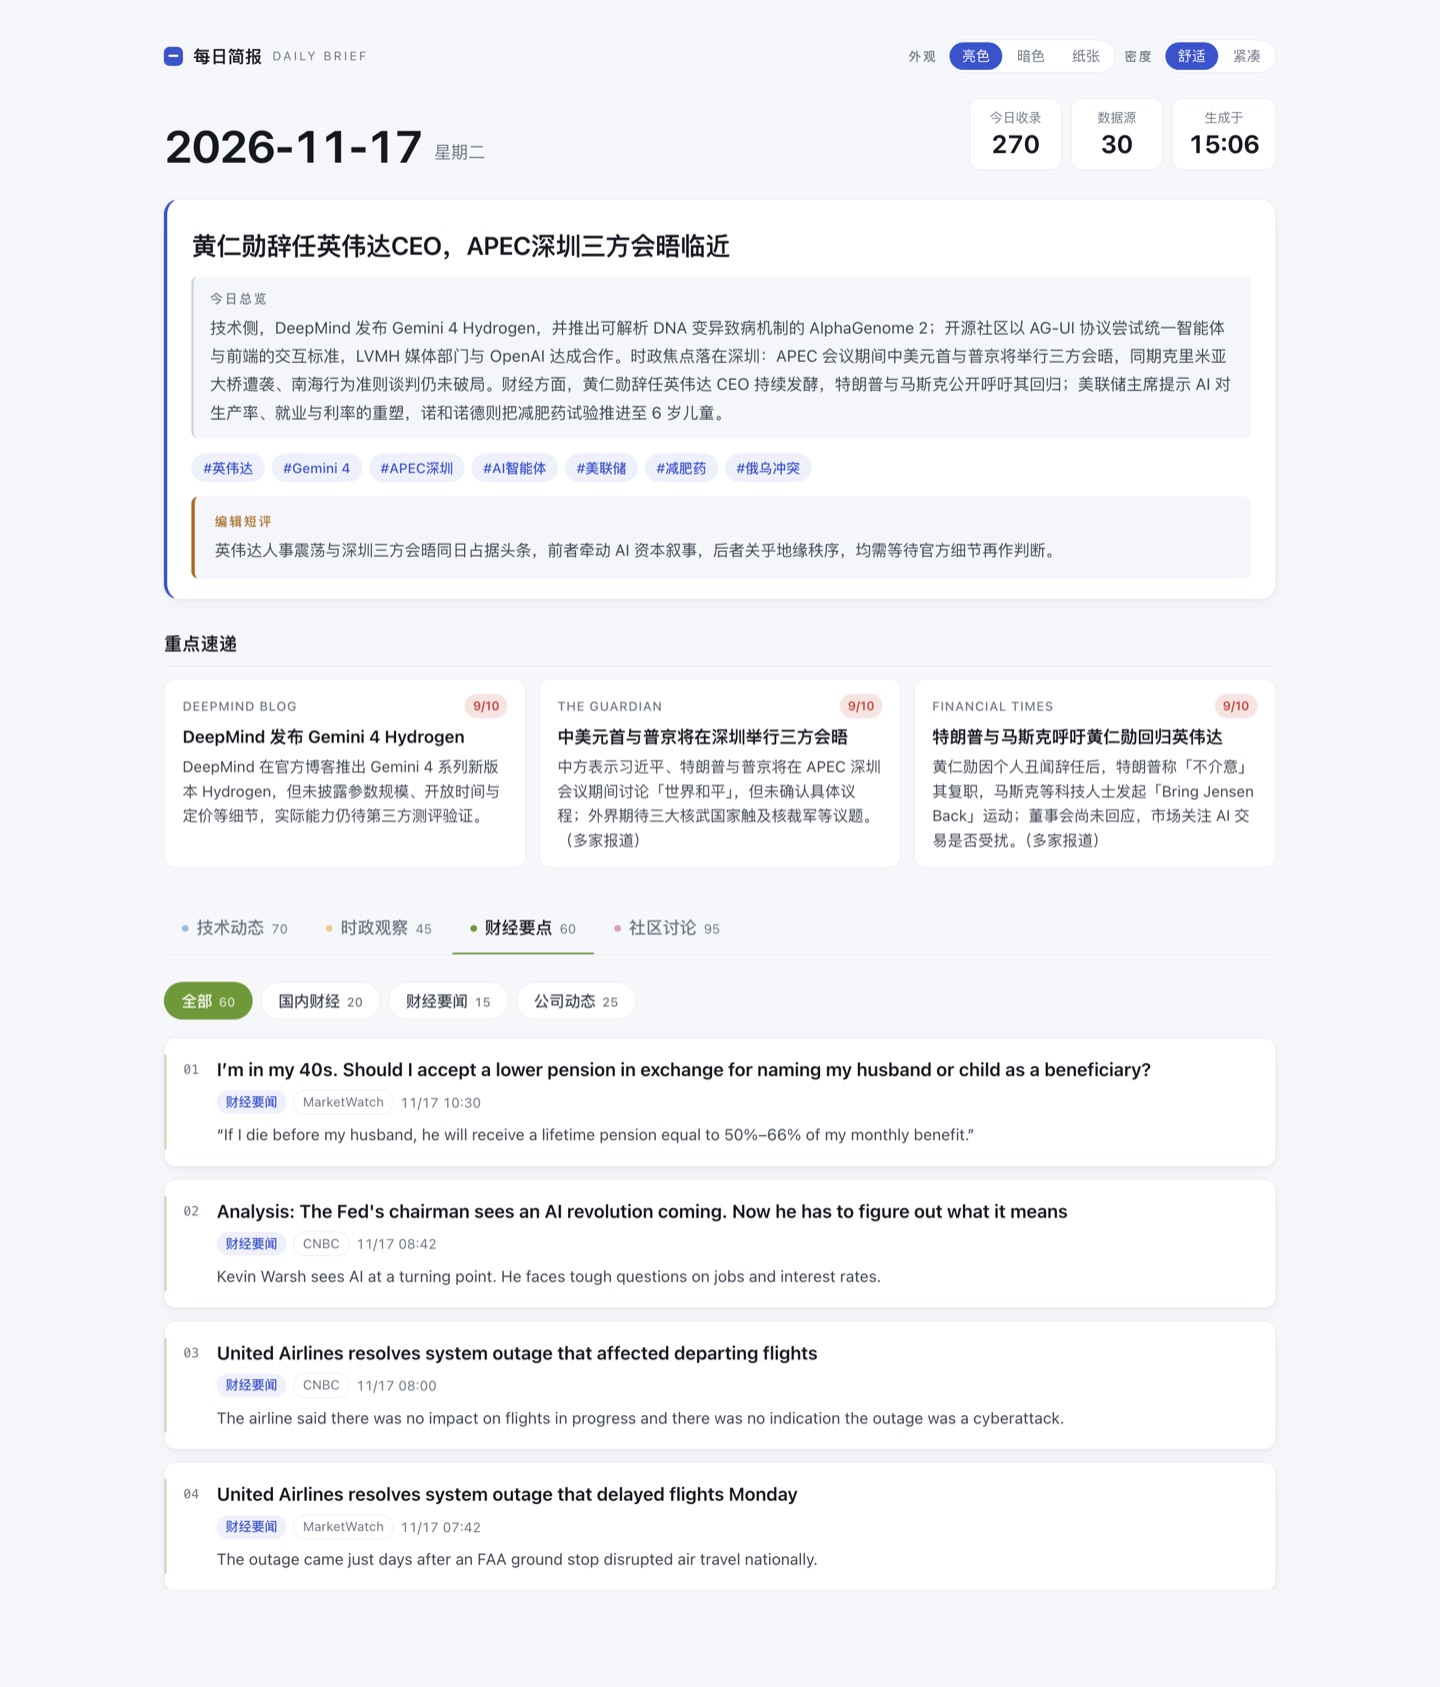 每日简报 DAILY BRIEF
外观 亮色 暗色 纸张 密度 舒适 紧凑
2026-11-17 星期二
今日收录 270
数据源 30
生成于 15:06
黄仁勋辞任英伟达CEO，APEC深圳三方会晤临近
今日总览
技术侧，DeepMind 发布 Gemini 4 Hydrogen，并推出可解析 DNA 变异致病机制的 AlphaGenome 2；开源社区以 AG-UI 协议尝试统一智能体
与前端的交互标准，LVMH 媒体部门与 OpenAI 达成合作。时政焦点落在深圳：APEC 会议期间中美元首与普京将举行三方会晤，同期克里米亚
大桥遭袭、南海行为准则谈判仍未破局。财经方面，黄仁勋辞任英伟达 CEO 持续发酵，特朗普与马斯克公开呼吁其回归；美联储主席提示 AI 对
生产率、就业与利率的重塑，诺和诺德则把减肥药试验推进至 6 岁儿童。
#英伟达 #Gemini 4 #APEC深圳 #AI智能体 #美联储 #减肥药 #俄乌冲突
编辑短评
英伟达人事震荡与深圳三方会晤同日占据头条，前者牵动 AI 资本叙事，后者关乎地缘秩序，均需等待官方细节再作判断。
重点速递
DEEPMIND BLOG 9/10
DeepMind 发布 Gemini 4 Hydrogen
DeepMind 在官方博客推出 Gemini 4 系列新版
本 Hydrogen，但未披露参数规模、开放时间与
定价等细节，实际能力仍待第三方测评验证。
THE GUARDIAN 9/10
中美元首与普京将在深圳举行三方会晤
中方表示习近平、特朗普与普京将在 APEC 深圳
会议期间讨论「世界和平」，但未确认具体议
程；外界期待三大核武国家触及核裁军等议题。
（多家报道）
FINANCIAL TIMES 9/10
特朗普与马斯克呼吁黄仁勋回归英伟达
黄仁勋因个人丑闻辞任后，特朗普称「不介意」
其复职，马斯克等科技人士发起「Bring Jensen
Back」运动；董事会尚未回应，市场关注 AI 交
易是否受扰。（多家报道）
技术动态 70 时政观察 45 财经要点 60 社区讨论 95
全部 60 国内财经 20 财经要闻 15 公司动态 25
01 I’m in my 40s. Should I accept a lower pension in exchange for naming my husband or child as a beneficiary?
财经要闻 MarketWatch 11/17 10:30
“If I die before my husband, he will receive a lifetime pension equal to 50%–66% of my monthly benefit.”
02 Analysis: The Fed's chairman sees an AI revolution coming. Now he has to figure out what it means
财经要闻 CNBC 11/17 08:42
Kevin Warsh sees AI at a turning point. He faces tough questions on jobs and interest rates.
03 United Airlines resolves system outage that affected departing flights
财经要闻 CNBC 11/17 08:00
The airline said there was no impact on flights in progress and there was no indication the outage was a cyberattack.
04 United Airlines resolves system outage that delayed flights Monday
财经要闻 MarketWatch 11/17 07:42
The outage came just days after an FAA ground stop disrupted air travel nationally.